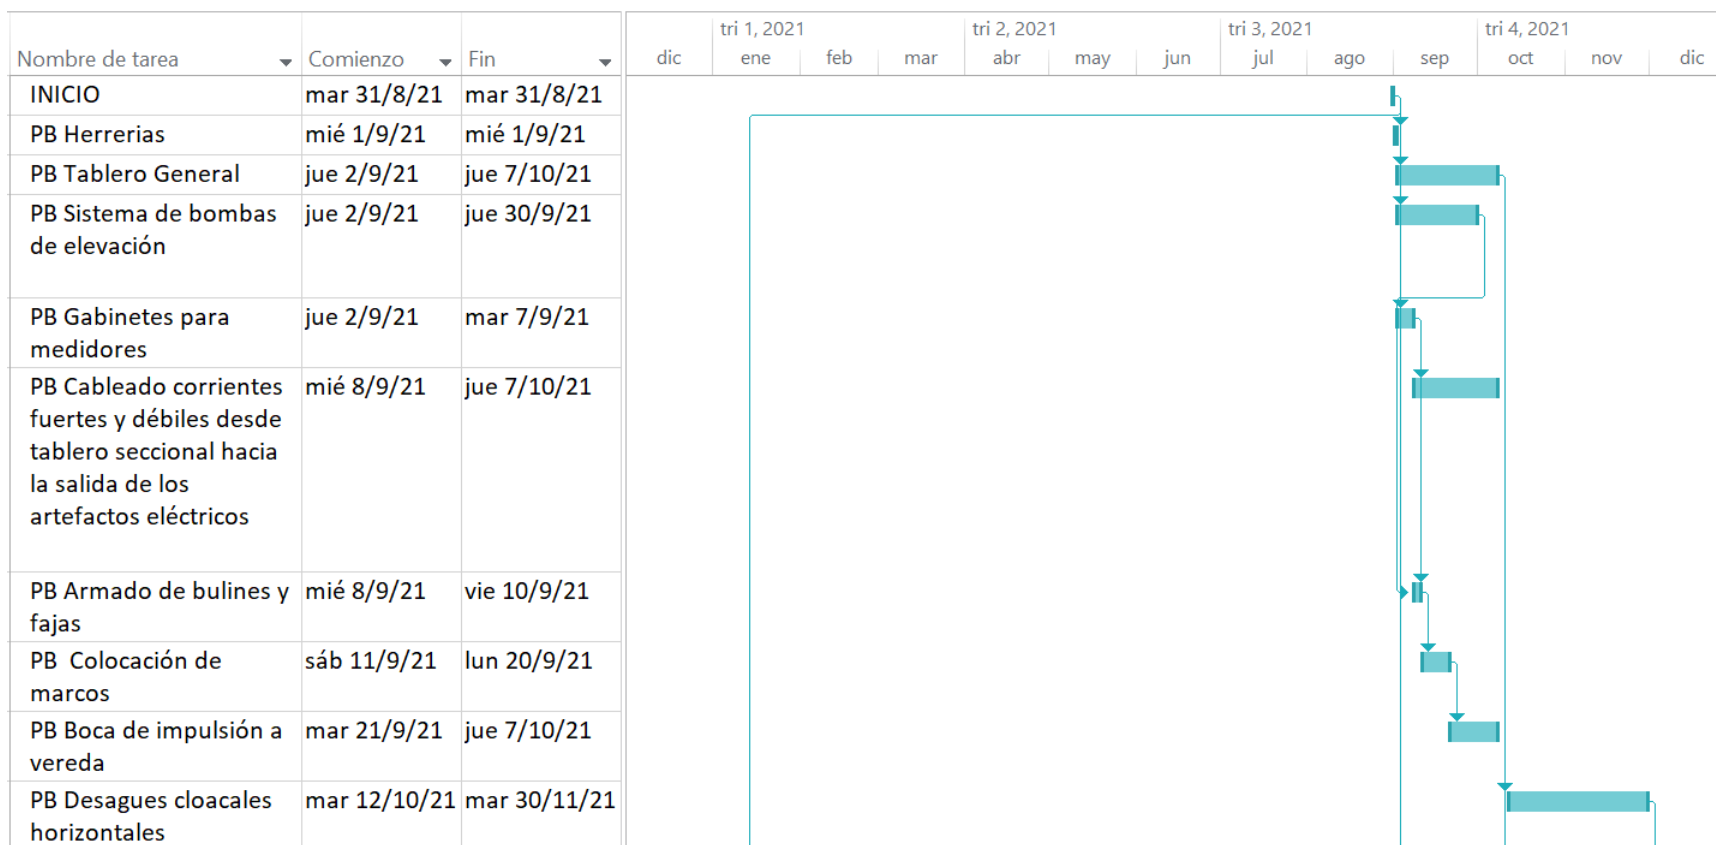 tri 1, 2021 tri 2, 2021 tri 3, 2021 tri 4, 2021
Nombre de tarea Comienzo Fin dic ene feb mar abr may jun jul ago sep oct nov dic
INICIO mar 31/8/21 mar 31/8/21
PB Herrerias mié 1/9/21 mié 1/9/21
PB Tablero General jue 2/9/21 jue 7/10/21
PB Sistema de bombas jue 2/9/21 jue 30/9/21
de elevación
PB Gabinetes para jue 2/9/21 mar 7/9/21
medidores
PB Cableado corrientes mié 8/9/21 jue 7/10/21
fuertes y débiles desde
tablero seccional hacia
la salida de los
artefactos eléctricos
PB Armado de bulines y mié 8/9/21 vie 10/9/21
fajas
PB Colocación de sáb 11/9/21 lun 20/9/21
marcos
PB Boca de impulsión a mar 21/9/21 jue 7/10/21
vereda
PB Desagues cloacales mar 12/10/21 mar 30/11/21
horizontales